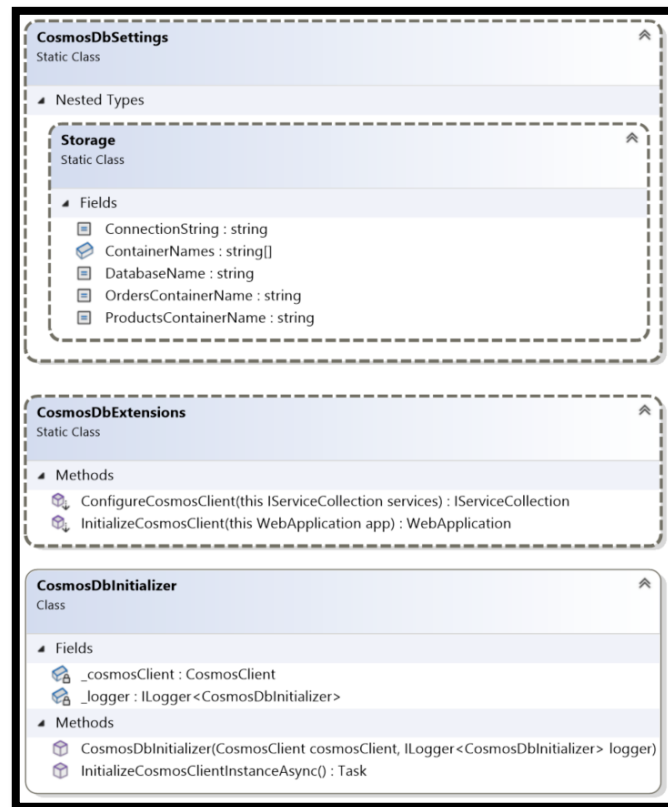 CosmosDbSettings
Static Class
Nested Types
Storage
Static Class
Fields
ConnectionString : string
ContainerNames : string[]
DatabaseName : string
OrdersContainerName : string
ProductsContainerName : string
CosmosDbExtensions
Static Class
Methods
ConfigureCosmosClient(this IServiceCollection services) : IServiceCollection
InitializeCosmosClient(this WebApplication app) : WebApplication
CosmosDbInitializer
Class
Fields
_cosmosClient : CosmosClient
_logger : ILogger<CosmosDbInitializer>
Methods
CosmosDbInitializer(CosmosClient cosmosClient, ILogger<CosmosDbInitializer> logger)
InitializeCosmosClientInstanceAsync() : Task